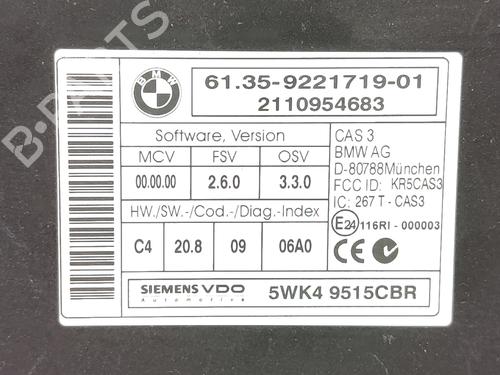 B-PARTS
BMW
61.35-9221719-01
2110954683
Software, Version
MCV FSV OSV
00.00.00 2.6.0 3.3.0
HW./SW.-/Cod.-/Diag.-Index
C4 20.8 09 06A0
CAS 3
BMW AG
D-80788München
FCC ID: KR5CAS3
IC: 267 T - CAS3
E24 116RI - 000003
CE
SIEMENS VDO
Automotive
5WK4 9515CBR